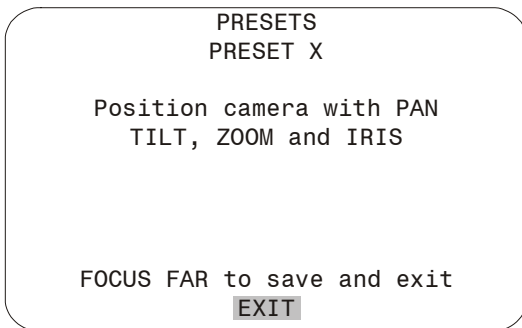 PRESETS
PRESET X
Position camera with PAN
TILT, ZOOM and IRIS
FOCUS FAR to save and exit
EXIT